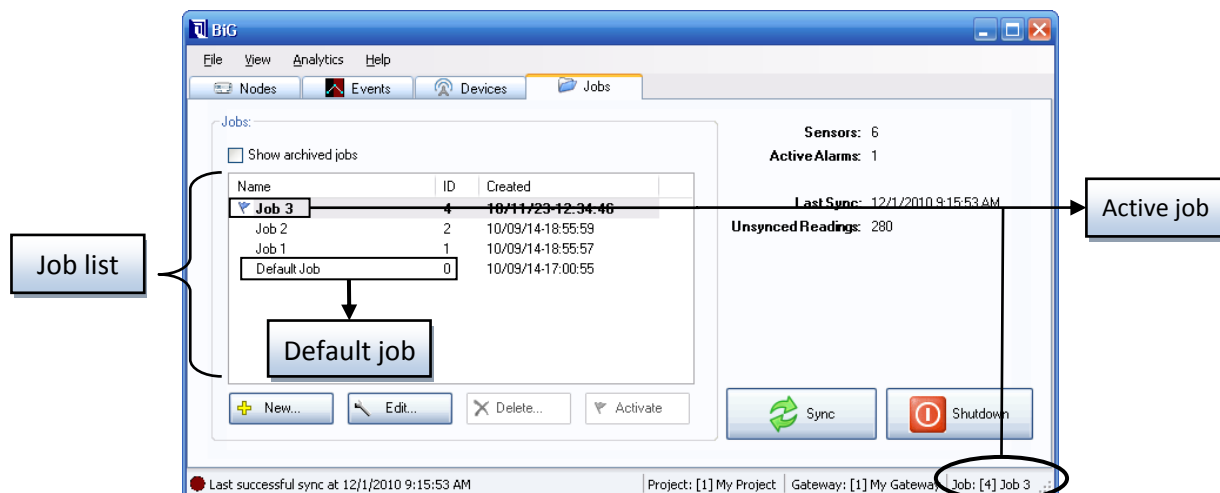 BiG
File View Analytics Help
Nodes Events Devices Jobs
Jobs:
Show archived jobs
Name ID Created
Job 3 4 10/11/23-12:34:46
Job 2 2 10/09/14-18:55:59
Job 1 1 10/09/14-18:55:57
Default Job 0 10/09/14-17:00:55
New... Edit... Delete... Activate
Sensors: 6
Active Alarms: 1
Last Sync: 12/1/2010 9:15:53 AM
Unsynced Readings: 280
Sync Shutdown
Last successful sync at 12/1/2010 9:15:53 AM Project: [1] My Project Gateway: [1] My Gateway Job: [4] Job 3
Job list
Default job
Active job